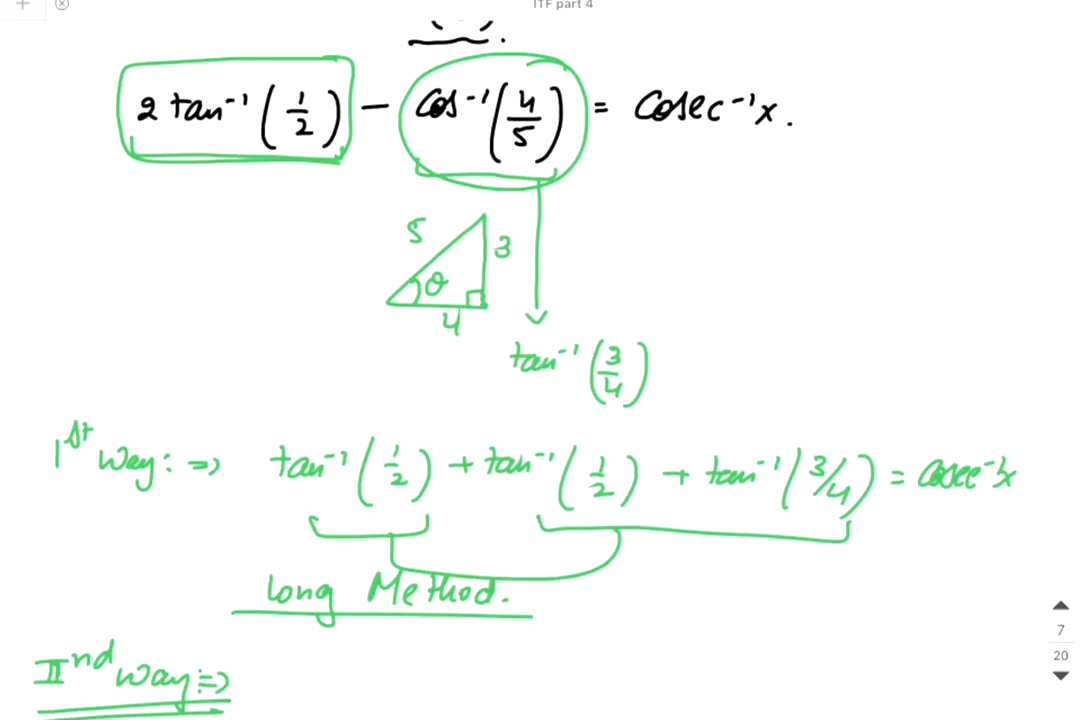 ITF part 4
2 tan⁻¹ (1/2) − Cos⁻¹ (4/5) = Cosec⁻¹x.
5
3
θ
4
tan⁻¹ (3/4)
1st Way: ⇒ tan⁻¹ (1/2) + tan⁻¹ (1/2) + tan⁻¹ (3/4) = Cosec⁻¹x
Long Method.
IInd Way :⇒
7
20